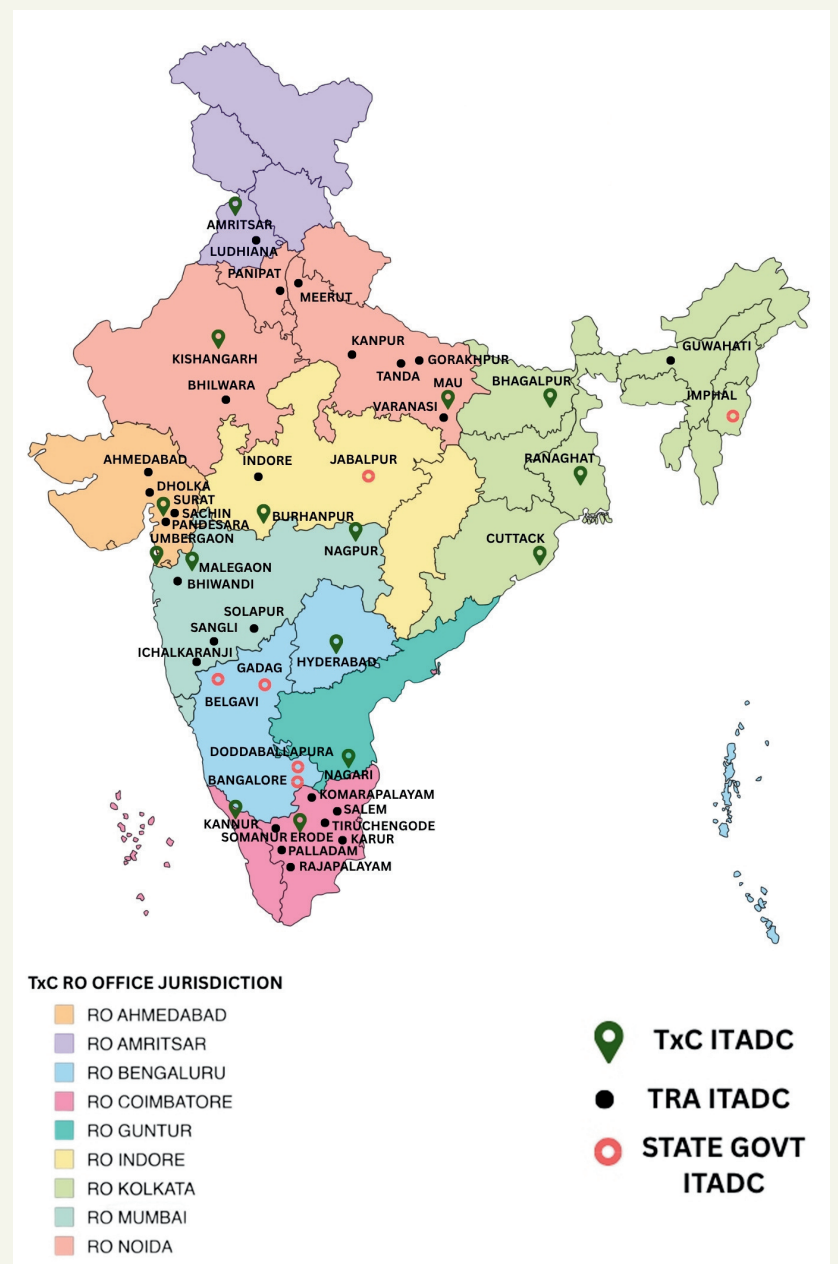 AMRITSAR
LUDHIANA
PANIPAT
MEERUT
KISHANGARH
KANPUR
GORAKHPUR
TANDA
MAU
BHILWARA
VARANASI
BHAGALPUR
GUWAHATI
IMPHAL
AHMEDABAD
INDORE
JABALPUR
RANAGHAT
DHOLKA
SURAT
SACHIN
PANDESARA
BURHANPUR
UMBERGAON
NAGPUR
CUTTACK
MALEGAON
BHIWANDI
SOLAPUR
SANGLI
ICHALKARANJI
GADAG
HYDERABAD
BELGAVI
DODDABALLAPURA
NAGARI
BANGALORE
KOMARAPALAYAM
SALEM
KANNUR
TIRUCHENGODE
SOMANUR
ERODE
KARUR
PALLADAM
RAJAPALAYAM
TxC RO OFFICE JURISDICTION
RO AHMEDABAD
RO AMRITSAR
RO BENGALURU
RO COIMBATORE
RO GUNTUR
RO INDORE
RO KOLKATA
RO MUMBAI
RO NOIDA
TxC ITADC
TRA ITADC
STATE GOVT
ITADC